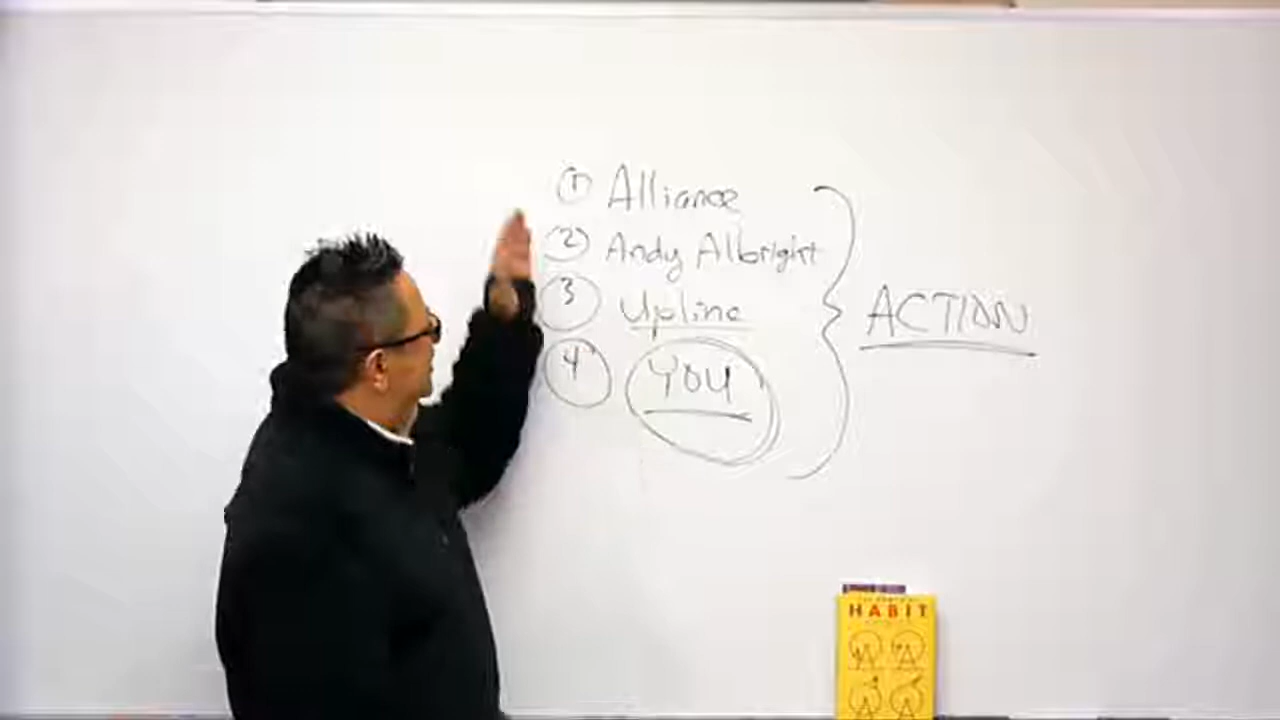 ① Alliance
② Andy Albright
③ Upline
④ YOU
ACTION
HABIT